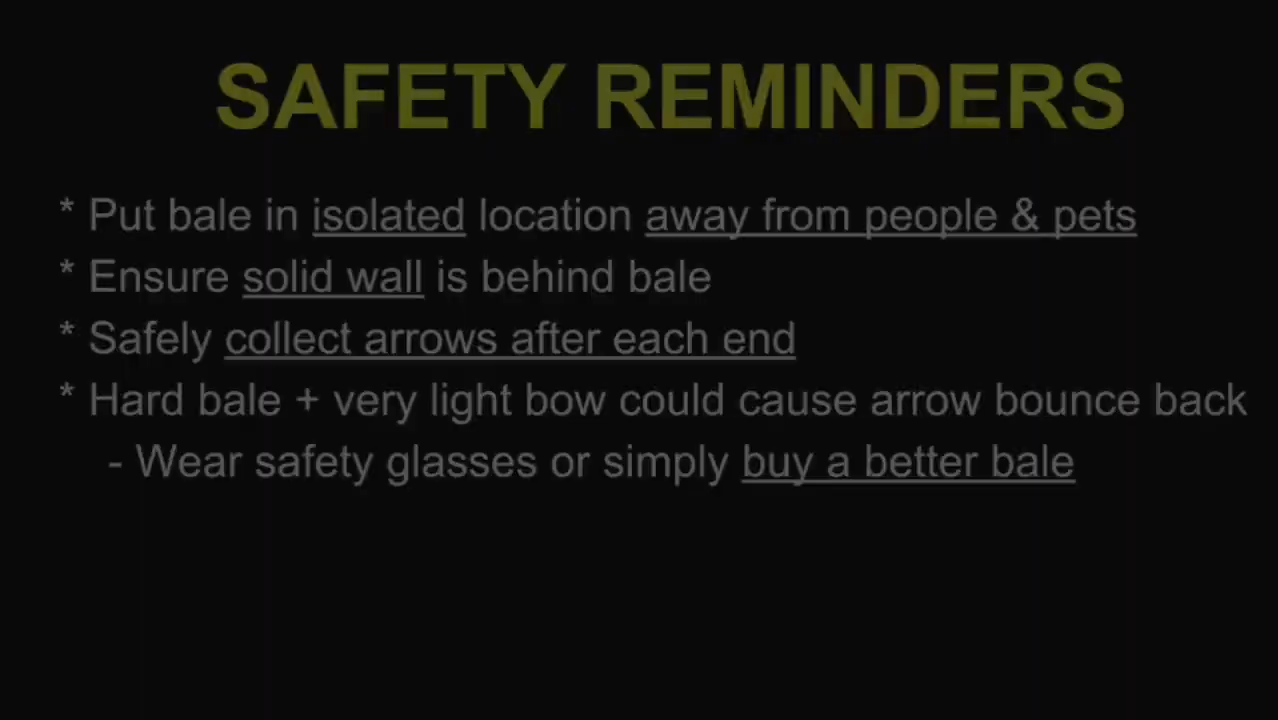 SAFETY REMINDERS
* Put bale in isolated location away from people & pets
* Ensure solid wall is behind bale
* Safely collect arrows after each end
* Hard bale + very light bow could cause arrow bounce back
- Wear safety glasses or simply buy a better bale